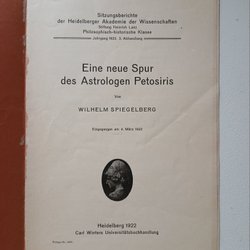 Sitzungsberichte
der Heidelberger Akademie der Wissenschaften
Stiftung Heinrich Lanz
Philosophisch-historische Klasse
Jahrgang 1922. 3. Abhandlung
Eine neue Spur
des Astrologen Petosiris
Von
WILHELM SPIEGELBERG
Eingegangen am 4. März 1922
Heidelberg 1922
Carl Winters Universitätsbuchhandlung